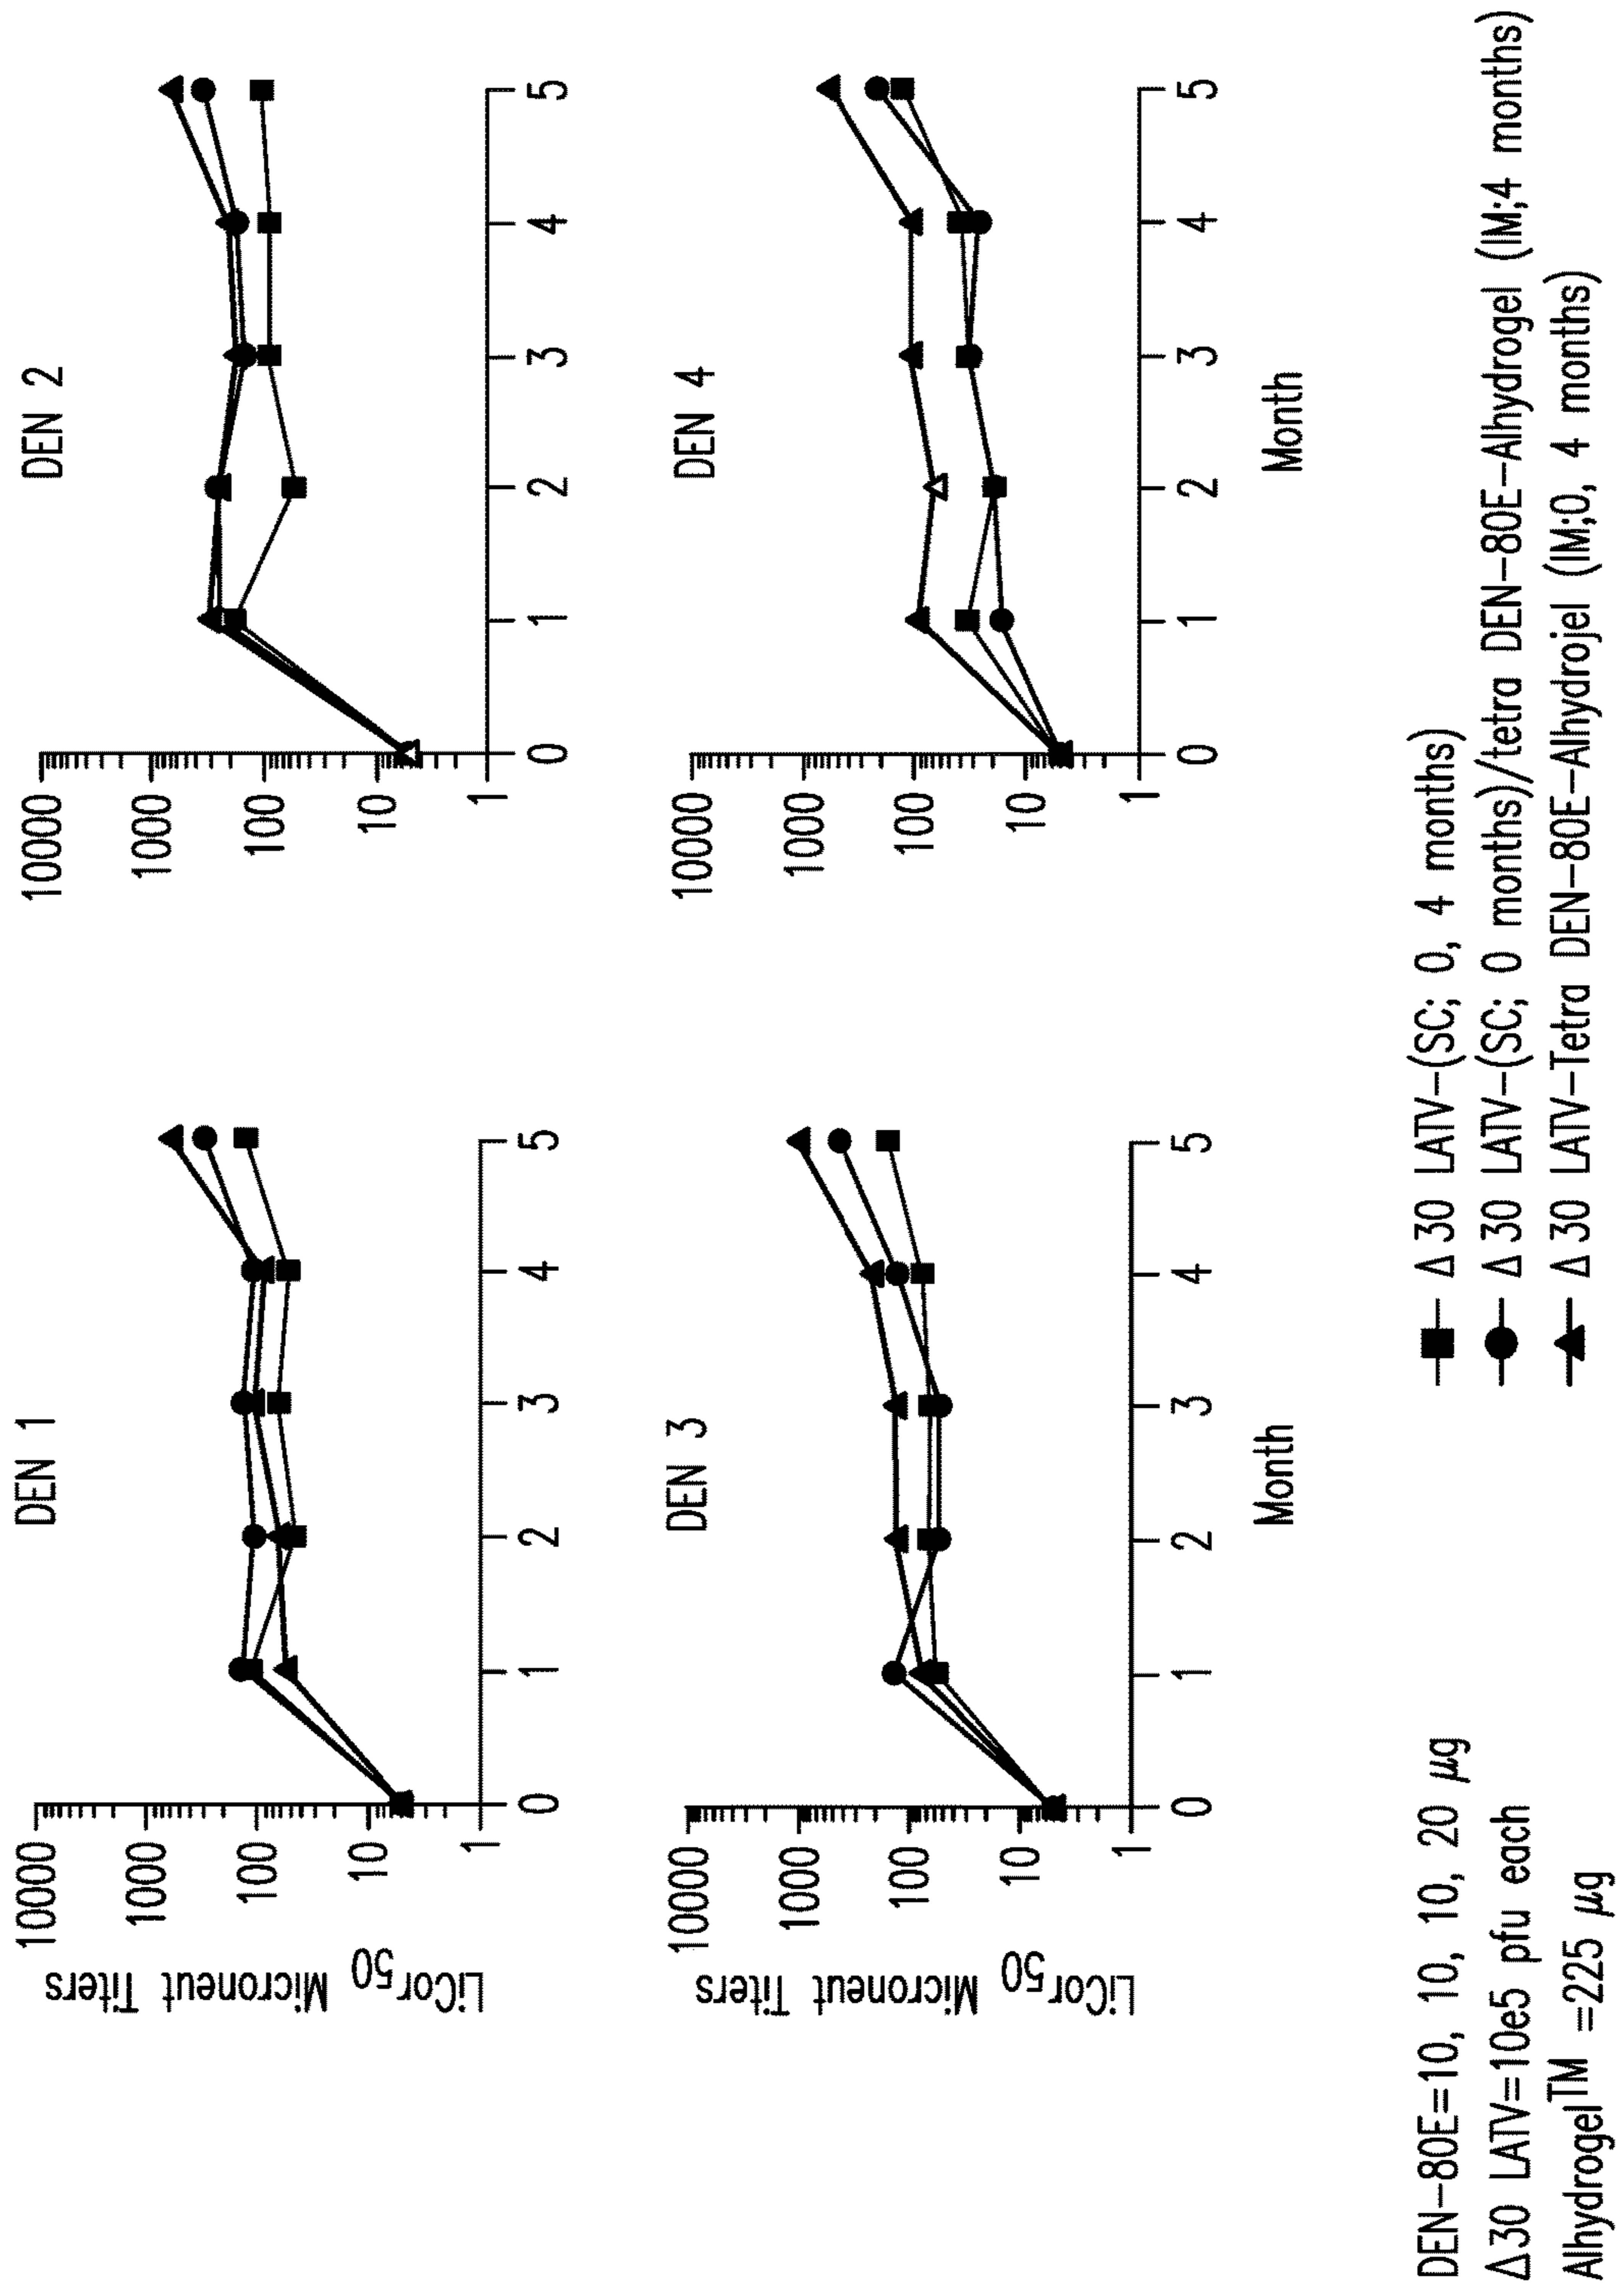 DEN 1
10000
1000
100
10
1
LiCor50 Microneut Titers
0 1 2 3 4 5
DEN 2
10000
1000
100
10
1
0 1 2 3 4 5
DEN 3
10000
1000
100
10
1
LiCor50 Microneut Titers
0 1 2 3 4 5
Month
DEN 4
10000
1000
100
10
1
0 1 2 3 4 5
Month
DEN-80E=10, 10, 10, 20 µg
Δ30 LATV=10e5 pfu each
Alhydrogel™ =225 µg
Δ30 LATV-(SC; 0, 4 months)
Δ30 LATV-(SC; 0 months)/tetra DEN-80E-Alhydrogel (IM;4 months)
Δ30 LATV-Tetra DEN-80E-Alhydrojel (IM;0, 4 months)